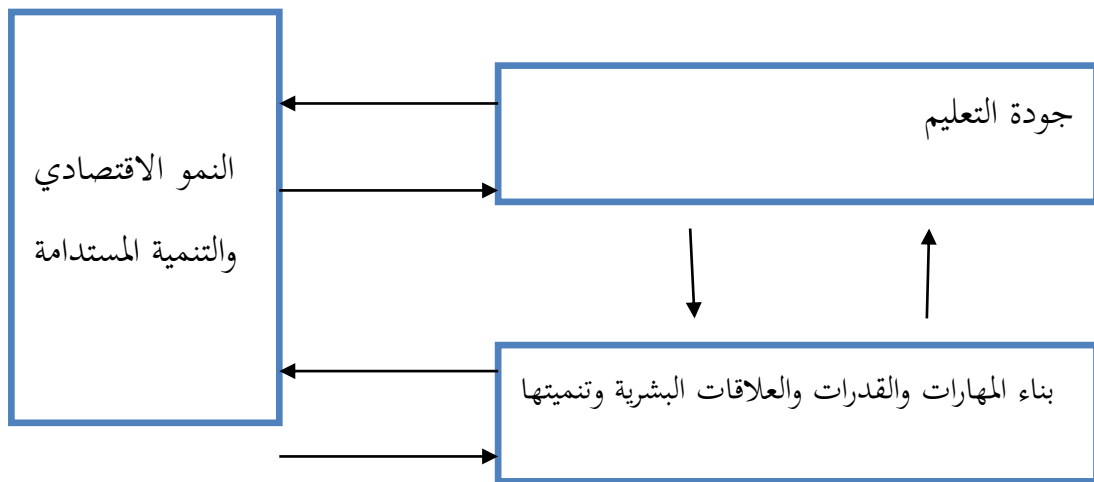 جودة التعليم
النمو الاقتصادي
والتنمية المستدامة
بناء المهارات والقدرات والعلاقات البشرية وتنميتها